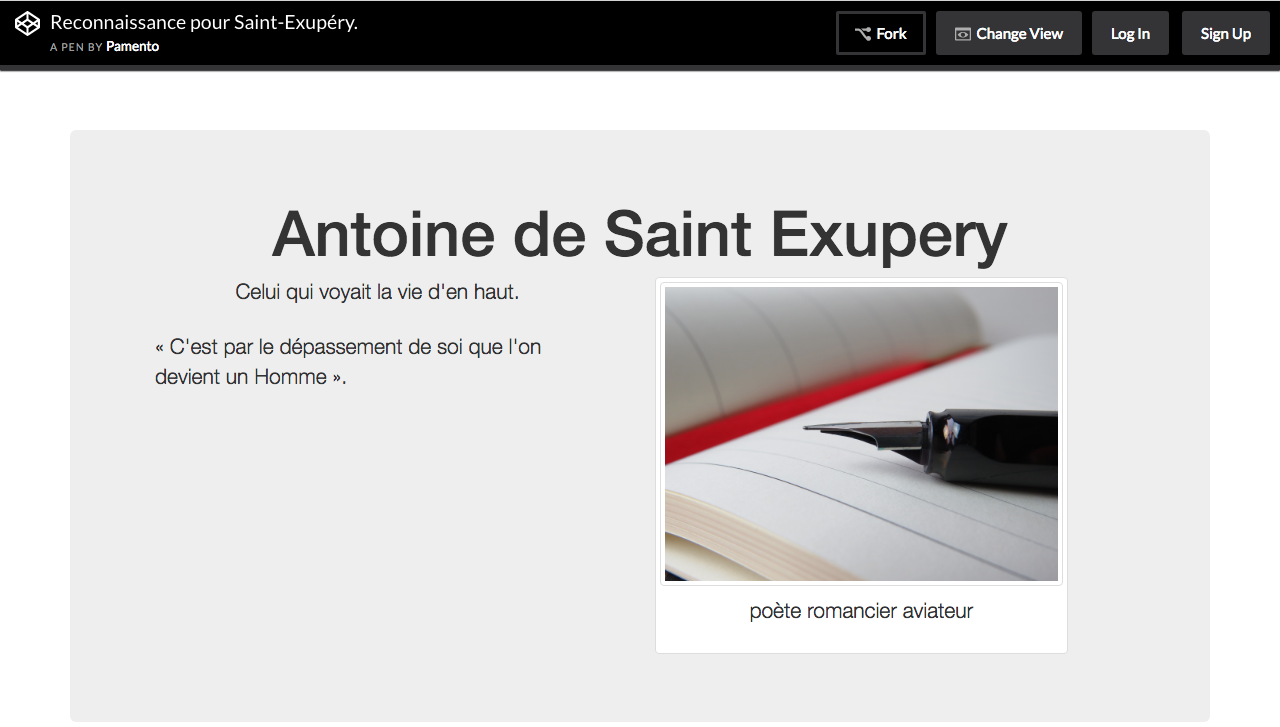 Reconnaissance pour Saint-Exupéry.
A PEN BY Pamento
Fork
Change View
Log In
Sign Up
Antoine de Saint Exupery
Celui qui voyait la vie d'en haut.
« C'est par le dépassement de soi que l'on
devient un Homme ».
poète romancier aviateur